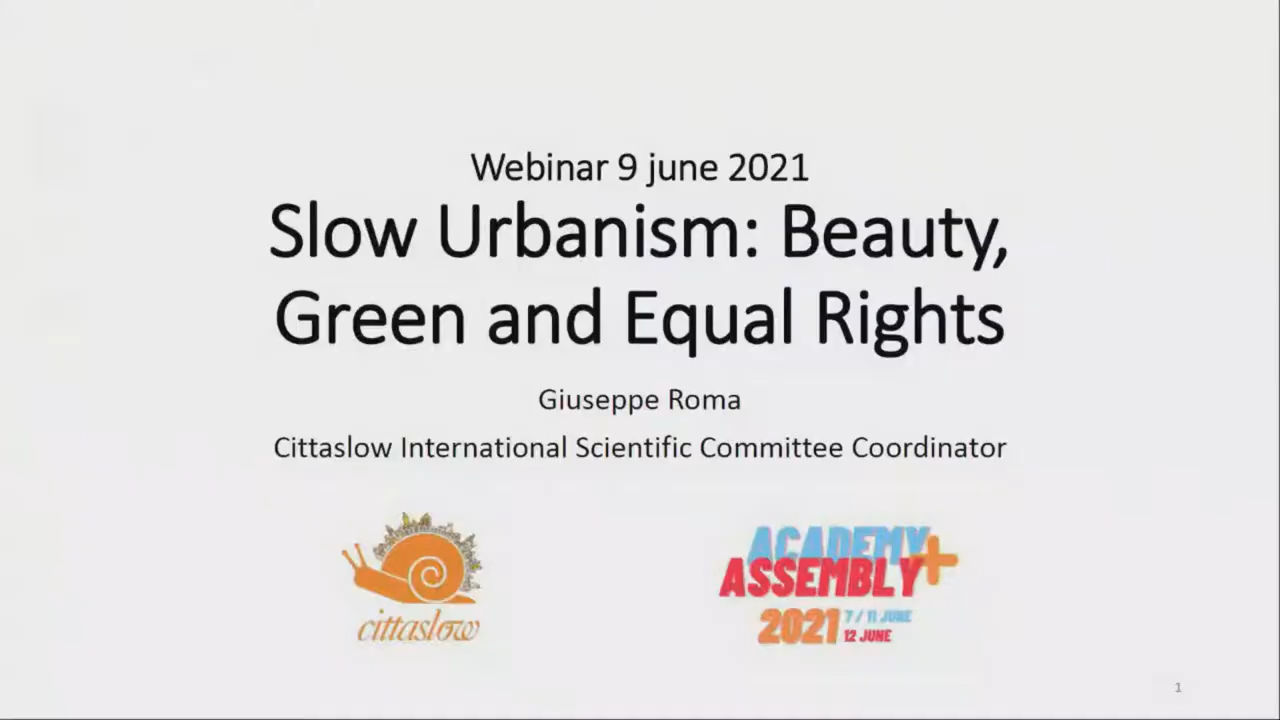 Webinar 9 june 2021
Slow Urbanism: Beauty,
Green and Equal Rights
Giuseppe Roma
Cittaslow International Scientific Committee Coordinator
cittaslow
ACADEMY+
ASSEMBLY
2021 7 / 11 JUNE
12 JUNE
1